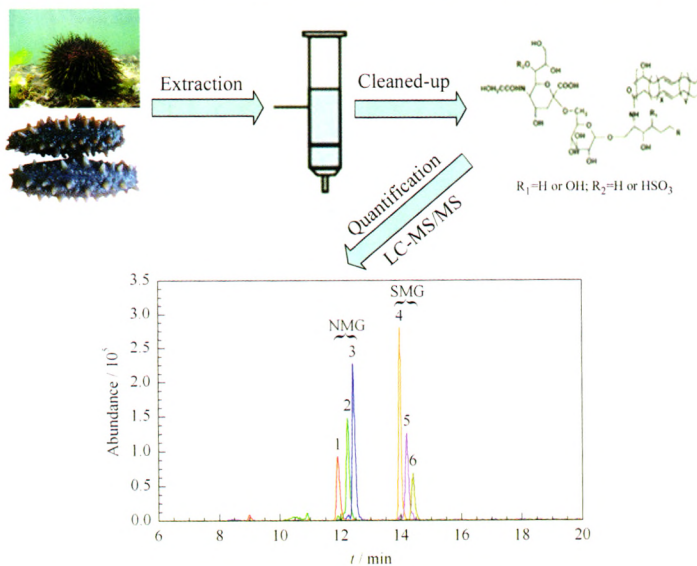 Extraction
Cleaned-up
R₁=H or OH; R₂=H or HSO₃
Quantification
LC-MS/MS
Abundance / 10⁵
3.5
3.0
2.5
2.0
1.5
1.0
0.5
0.0
NMG
SMG
1
2
3
4
5
6
6
8
10
12
14
16
18
20
t / min